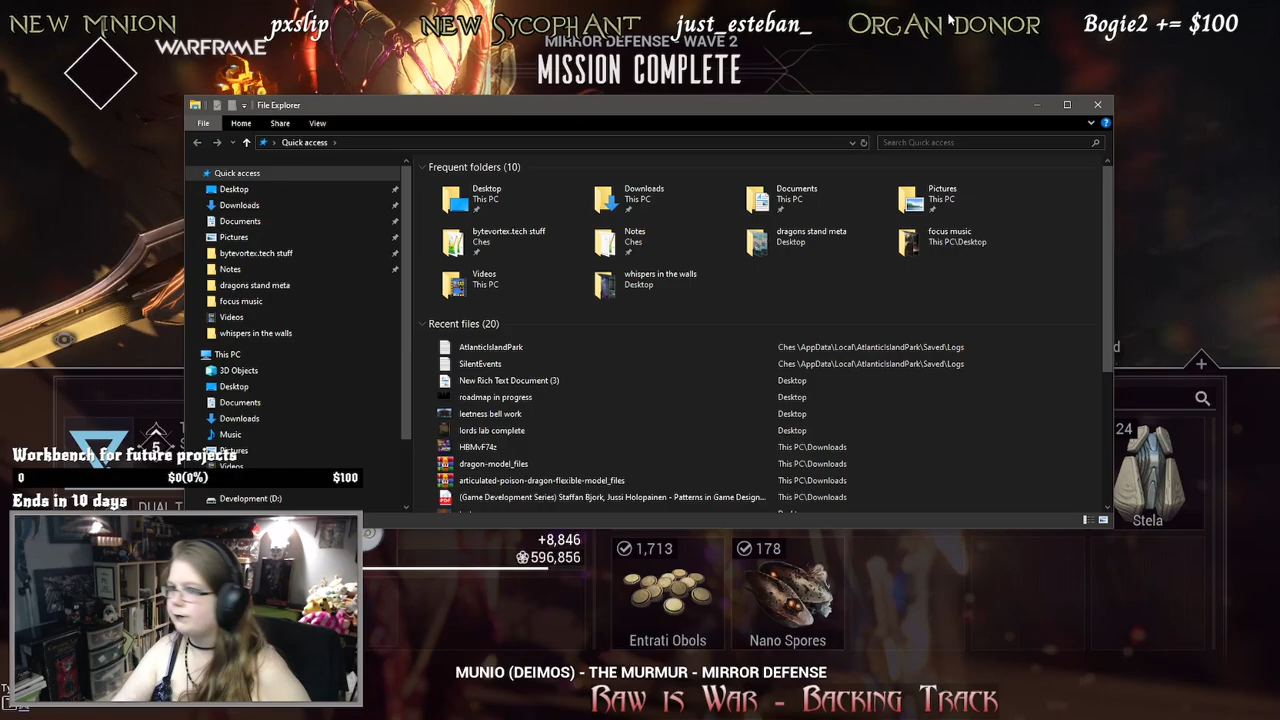 NEW MINION
pxslip
NEW SYCOPHANT
just_esteban_
ORGAN DONOR
Bogie2 += $100
WARFRAME
MIRROR DEFENSE - WAVE 2
MISSION COMPLETE
File Explorer
File
Home
Share
View
Quick access
Search Quick access
Quick access
Desktop
Downloads
Documents
Pictures
bytevortex.tech stuff
Notes
dragons stand meta
focus music
Videos
whispers in the walls
This PC
3D Objects
Desktop
Documents
Downloads
Music
Pictures
Videos
Development (D:)
Frequent folders (10)
Desktop
This PC
Downloads
This PC
Documents
This PC
Pictures
This PC
bytevortex.tech stuff
Ches
Notes
Ches
dragons stand meta
Desktop
focus music
This PC\Desktop
Videos
This PC
whispers in the walls
Desktop
Recent files (20)
AtlanticIslandPark
Ches \AppData\Local\AtlanticIslandPark\Saved\Logs
SilentEvents
Ches \AppData\Local\AtlanticIslandPark\Saved\Logs
New Rich Text Document (3)
Desktop
roadmap in progress
Desktop
leetness bell work
Desktop
lords lab complete
Desktop
HBMvF74z
This PC\Downloads
dragon-model_files
This PC\Downloads
articulated-poison-dragon-flexible-model_files
This PC\Downloads
(Game Development Series) Staffan Bjork, Jussi Holopainen - Patterns in Game Design...
This PC\Downloads
24
Stela
5
Workbench for future projects
0
$0(0%)
$100
Ends in 10 days
DUAL T
+8,846
596,856
1,713
Entrati Obols
178
Nano Spores
MUNIO (DEIMOS) - THE MURMUR - MIRROR DEFENSE
RAW IS WAR - BACKING TRACK